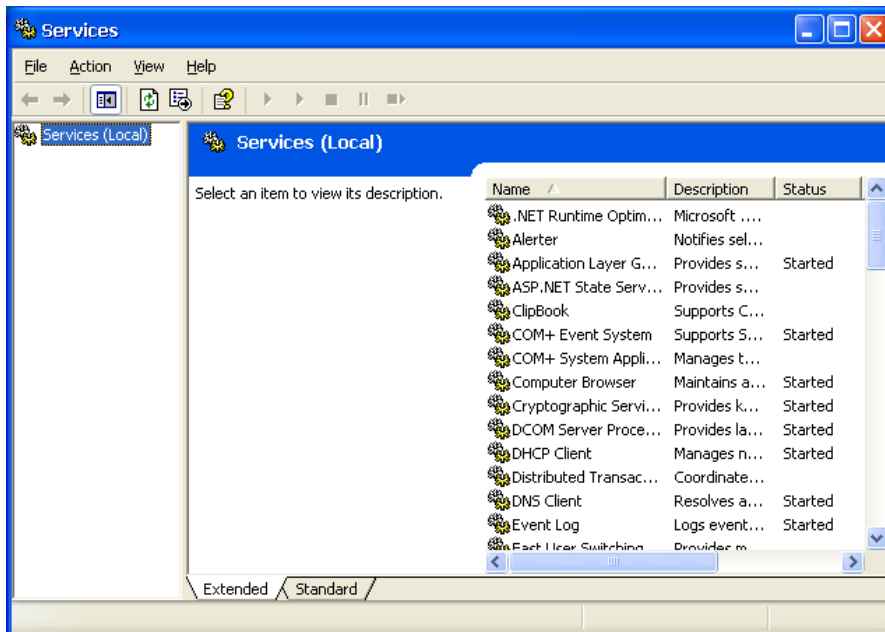 Services
File Action View Help
Services (Local)
Services (Local)
Select an item to view its description.
Name Description Status
.NET Runtime Optim... Microsoft ....
Alerter Notifies sel...
Application Layer G... Provides s... Started
ASP.NET State Serv... Provides s...
ClipBook Supports C...
COM+ Event System Supports S... Started
COM+ System Appli... Manages t...
Computer Browser Maintains a... Started
Cryptographic Servi... Provides k... Started
DCOM Server Proce... Provides la... Started
DHCP Client Manages n... Started
Distributed Transac... Coordinate...
DNS Client Resolves a... Started
Event Log Logs event... Started
Fast User Switching Provides m
Extended Standard